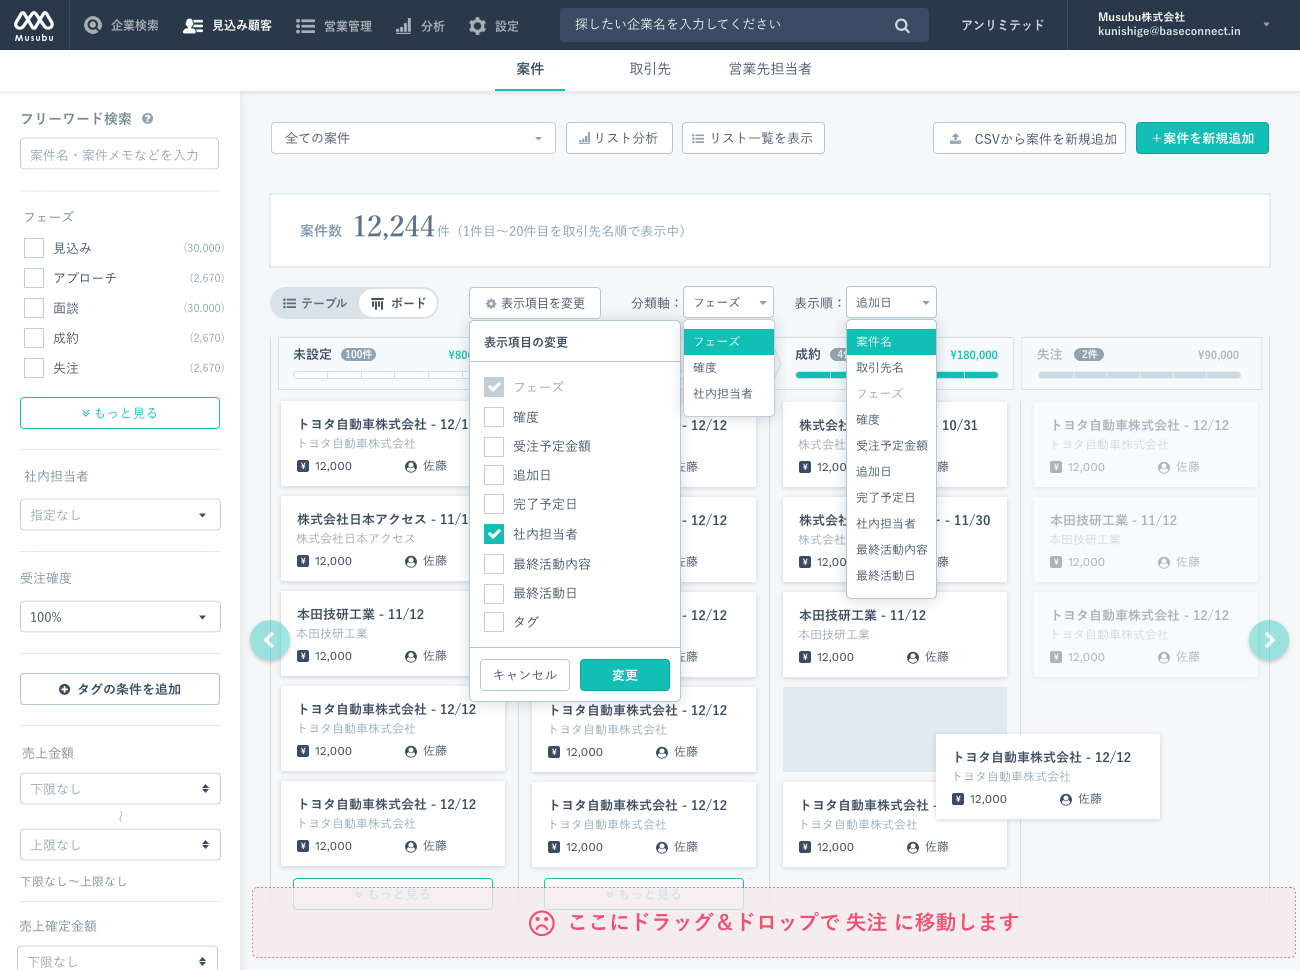 Musubu
企業検索
見込み顧客
営業管理
分析
設定
探したい企業名を入力してください
アンリミテッド
Musubu株式会社
kunishige@baseconnect.in
案件
取引先
営業先担当者
フリーワード検索
案件名・案件メモなどを入力
フェーズ
見込み (30,000)
アプローチ (2,670)
面談 (30.000)
成約 (2,670)
失注 (2,670)
もっと見る
社内担当者
指定なし
受注確度
100%
タグの条件を追加
売上金額
下限なし
〜
上限なし
下限なし〜上限なし
売上確定金額
下限なし
全ての案件
リスト分析
リスト一覧を表示
CSVから案件を新規追加
+案件を新規追加
案件数 12,244件（1件目〜20件目を取引先名順で表示中）
テーブル
ボード
表示項目を変更
分類軸：
フェーズ
表示順：
追加日
表示項目の変更
フェーズ
確度
受注予定金額
追加日
完了予定日
社内担当者
最終活動内容
最終活動日
タグ
キャンセル
変更
フェーズ
確度
社内担当者
案件名
取引先名
フェーズ
確度
受注予定金額
追加日
完了予定日
社内担当者
最終活動内容
最終活動日
未設定 100件 ¥800
トヨタ自動車株式会社 - 12/1
トヨタ自動車株式会社
¥ 12,000 佐藤
株式会社日本アクセス - 11/1
株式会社日本アクセス
¥ 12,000 佐藤
本田技研工業 - 11/12
本田技研工業
¥ 12,000 佐藤
トヨタ自動車株式会社 - 12/12
トヨタ自動車株式会社
¥ 12,000 佐藤
トヨタ自動車株式会社 - 12/12
トヨタ自動車株式会社
¥ 12,000 佐藤
もっと見る
- 12/12
藤
- 12/12
藤
- 12/12
藤
トヨタ自動車株式会社 - 12/12
トヨタ自動車株式会社
¥ 12,000 佐藤
トヨタ自動車株式会社 - 12/12
トヨタ自動車株式会社
¥ 12,000 佐藤
もっと見る
成約 4 ¥180,000
株式会社 - 10/31
株式会社
¥ 12,00 藤
株式会社 - 11/30
株式会社
¥ 12,00 藤
本田技研工業 - 11/12
本田技研工業
¥ 12,000 佐藤
トヨタ自動車株式会社 -
トヨタ自動車株式会社
¥ 12,000 佐藤
トヨタ自動車株式会社 - 12/12
トヨタ自動車株式会社
¥ 12,000 佐藤
失注 2件 ¥90,000
トヨタ自動車株式会社 - 12/12
トヨタ自動車株式会社
¥ 12,000 佐藤
本田技研工業 - 11/12
本田技研工業
¥ 12,000 佐藤
トヨタ自動車株式会社 - 12/12
トヨタ自動車株式会社
¥ 12,000 佐藤
ここにドラッグ＆ドロップで 失注 に移動します